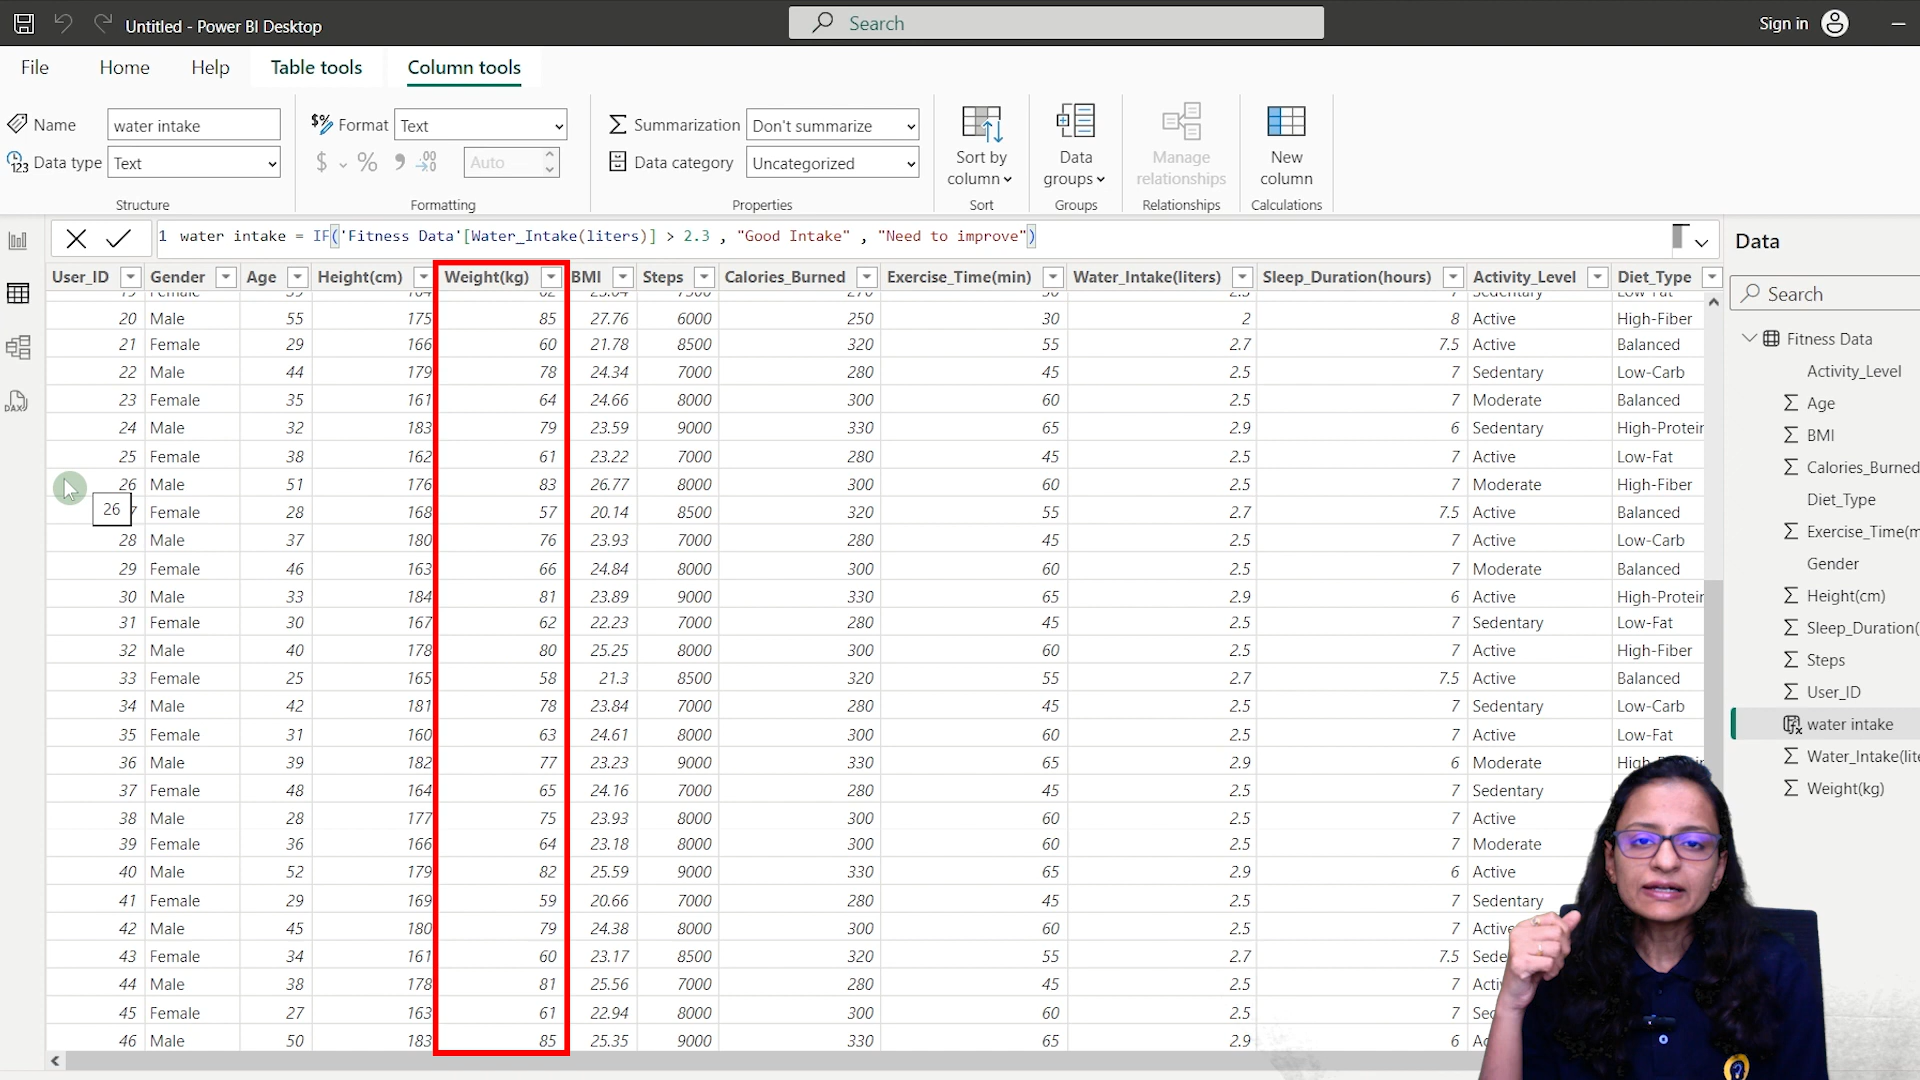 Untitled - Power BI Desktop
Search
Sign in
File Home Help Table tools Column tools
Name water intake
Format Text
Summarization Don't summarize
Data type Text
$ % Auto
Data category Uncategorized
Sort by column
Data groups
Manage relationships
New column
Structure Formatting Properties Sort Groups Relationships Calculations
1 water intake = IF('Fitness Data'[Water_Intake(liters)] > 2.3 , "Good Intake" , "Need to improve")
User_ID Gender Age Height(cm) Weight(kg) BMI Steps Calories_Burned Exercise_Time(min) Water_Intake(liters) Sleep_Duration(hours) Activity_Level Diet_Type
20 Male 55 175 85 27.76 6000 250 30 2 8 Active High-Fiber
21 Female 29 166 60 21.78 8500 320 55 2.7 7.5 Active Balanced
22 Male 44 179 78 24.34 7000 280 45 2.5 7 Sedentary Low-Carb
23 Female 35 161 64 24.66 8000 300 60 2.5 7 Moderate Balanced
24 Male 32 183 79 23.59 9000 330 65 2.9 6 Sedentary High-Protein
25 Female 38 162 61 23.22 7000 280 45 2.5 7 Active Low-Fat
26 Male 51 176 83 26.77 8000 300 60 2.5 7 Moderate High-Fiber
26
7 Female 28 168 57 20.14 8500 320 55 2.7 7.5 Active Balanced
28 Male 37 180 76 23.93 7000 280 45 2.5 7 Active Low-Carb
29 Female 46 163 66 24.84 8000 300 60 2.5 7 Moderate Balanced
30 Male 33 184 81 23.89 9000 330 65 2.9 6 Active High-Protein
31 Female 30 167 62 22.23 7000 280 45 2.5 7 Sedentary Low-Fat
32 Male 40 178 80 25.25 8000 300 60 2.5 7 Active High-Fiber
33 Female 25 165 58 21.3 8500 320 55 2.7 7.5 Active Balanced
34 Male 42 181 78 23.84 7000 280 45 2.5 7 Sedentary Low-Carb
35 Female 31 160 63 24.61 8000 300 60 2.5 7 Active Low-Fat
36 Male 39 182 77 23.23 9000 330 65 2.9 6 Moderate
37 Female 48 164 65 24.16 7000 280 45 2.5 7 Sedentary
38 Male 28 177 75 23.93 8000 300 60 2.5 7 Active
39 Female 36 166 64 23.18 8000 300 60 2.5 7 Moderate
40 Male 52 179 82 25.59 9000 330 65 2.9 6 Active
41 Female 29 169 59 20.66 7000 280 45 2.5 7 Sedentary
42 Male 45 180 79 24.38 8000 300 60 2.5 7 Active
43 Female 34 161 60 23.17 8500 320 55 2.7 7.5 Sede
44 Male 38 178 81 25.56 7000 280 45 2.5 7 Acti
45 Female 27 163 61 22.94 8000 300 60 2.5 7 Sec
46 Male 50 183 85 25.35 9000 330 65 2.9 6 Ac
DAX
Data
Search
Fitness Data
Activity_Level
Age
BMI
Calories_Burned
Diet_Type
Exercise_Time(m
Gender
Height(cm)
Sleep_Duration(
Steps
User_ID
water intake
Water_Intake(lite
Weight(kg)